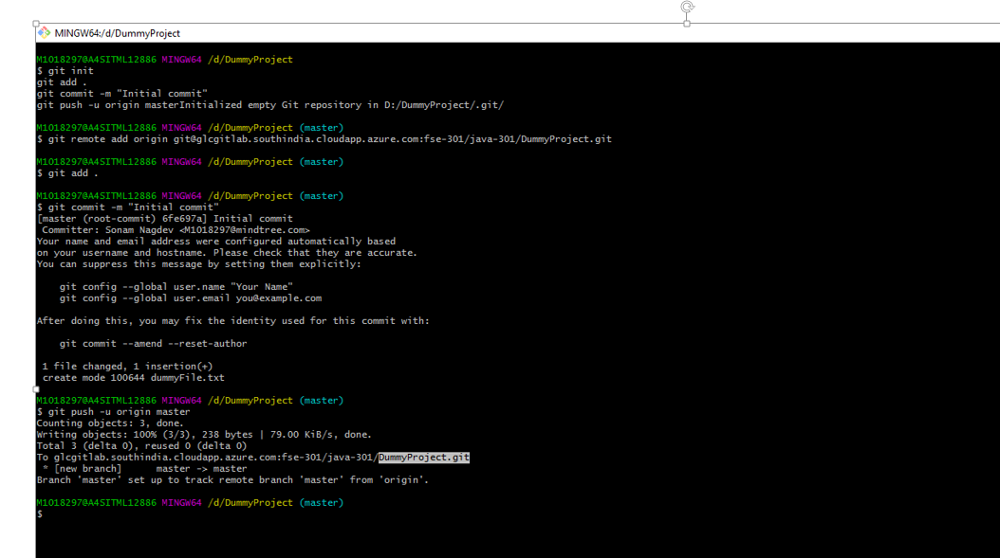 MINGW64:/d/DummyProject
M1018297@A4SITML12886 MINGW64 /d/DummyProject
$ git init
git add .
git commit -m "Initial commit"
git push -u origin masterInitialized empty Git repository in D:/DummyProject/.git/
M1018297@A4SITML12886 MINGW64 /d/DummyProject (master)
$ git remote add origin git@glcgitlab.southindia.cloudapp.azure.com:fse-301/java-301/DummyProject.git
M1018297@A4SITML12886 MINGW64 /d/DummyProject (master)
$ git add .
M1018297@A4SITML12886 MINGW64 /d/DummyProject (master)
$ git commit -m "Initial commit"
[master (root-commit) 6fe697a] Initial commit
Committer: Sonam Nagdev <M1018297@mindtree.com>
Your name and email address were configured automatically based
on your username and hostname. Please check that they are accurate.
You can suppress this message by setting them explicitly:
git config --global user.name "Your Name"
git config --global user.email you@example.com
After doing this, you may fix the identity used for this commit with:
git commit --amend --reset-author
1 file changed, 1 insertion(+)
create mode 100644 dummyFile.txt
M1018297@A4SITML12886 MINGW64 /d/DummyProject (master)
$ git push -u origin master
Counting objects: 3, done.
Writing objects: 100% (3/3), 238 bytes | 79.00 KiB/s, done.
Total 3 (delta 0), reused 0 (delta 0)
To glcgitlab.southindia.cloudapp.azure.com:fse-301/java-301/DummyProject.git
* [new branch]      master -> master
Branch 'master' set up to track remote branch 'master' from 'origin'.
M1018297@A4SITML12886 MINGW64 /d/DummyProject (master)
$